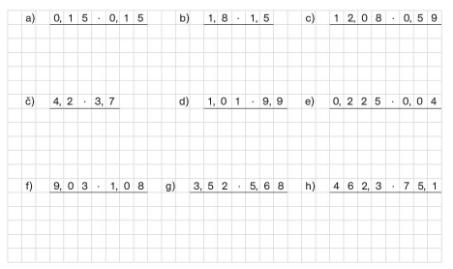 a) 0,15 · 0,15 b) 1,8 · 1,5 c) 12,08 · 0,59
č) 4,2 · 3,7 d) 1,01 · 9,9 e) 0,225 · 0,04
f) 9,03 · 1,08 g) 3,52 · 5,68 h) 462,3 · 75,1